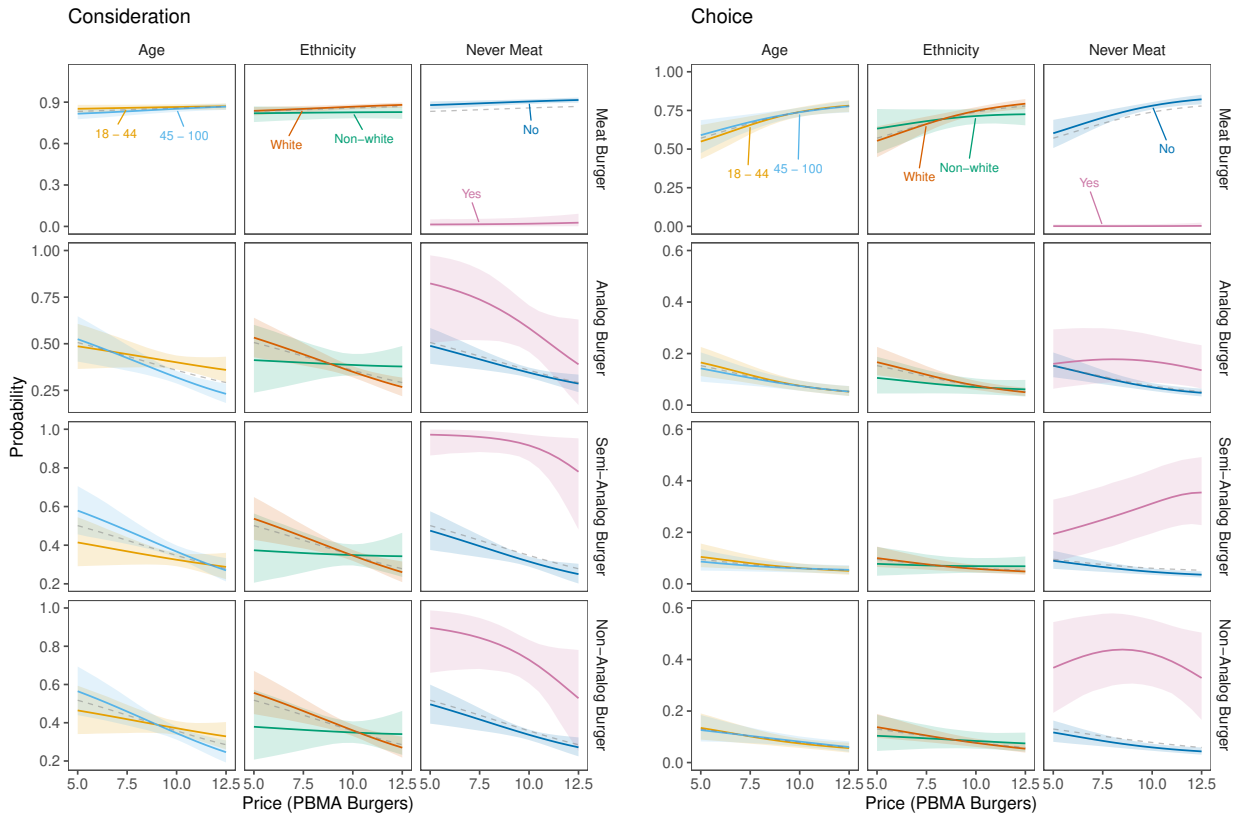 Consideration
Choice
Age
Ethnicity
Never Meat
Age
Ethnicity
Never Meat
0.9
0.6
0.3
0.0
18 − 44
45 − 100
White
Non−white
No
Yes
Meat Burger
1.00
0.75
0.50
0.25
0.00
18 − 44
45 − 100
White
Non−white
No
Yes
Meat Burger
1.00
0.75
0.50
0.25
Analog Burger
0.6
0.4
0.2
0.0
Analog Burger
Probability
1.0
0.8
0.6
0.4
0.2
Semi−Analog Burger
0.6
0.4
0.2
0.0
Semi−Analog Burger
1.0
0.8
0.6
0.4
0.2
Non−Analog Burger
0.6
0.4
0.2
0.0
Non−Analog Burger
5.0 7.5 10.0 12.5 5.0 7.5 10.0 12.5 5.0 7.5 10.0 12.5
5.0 7.5 10.0 12.5 5.0 7.5 10.0 12.5 5.0 7.5 10.0 12.5
Price (PBMA Burgers)
Price (PBMA Burgers)